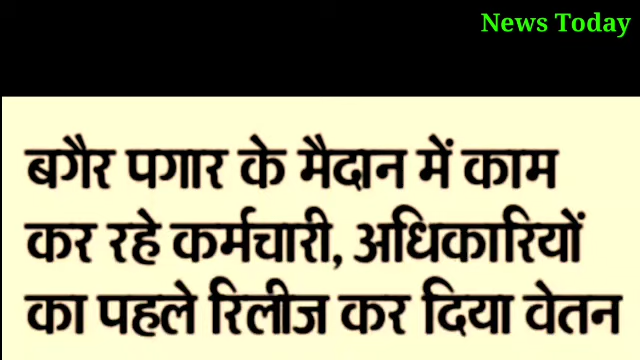 News Today
बगैर पगार के मैदान में काम
कर रहे कर्मचारी, अधिकारियों
का पहले रिलीज कर दिया वेतन